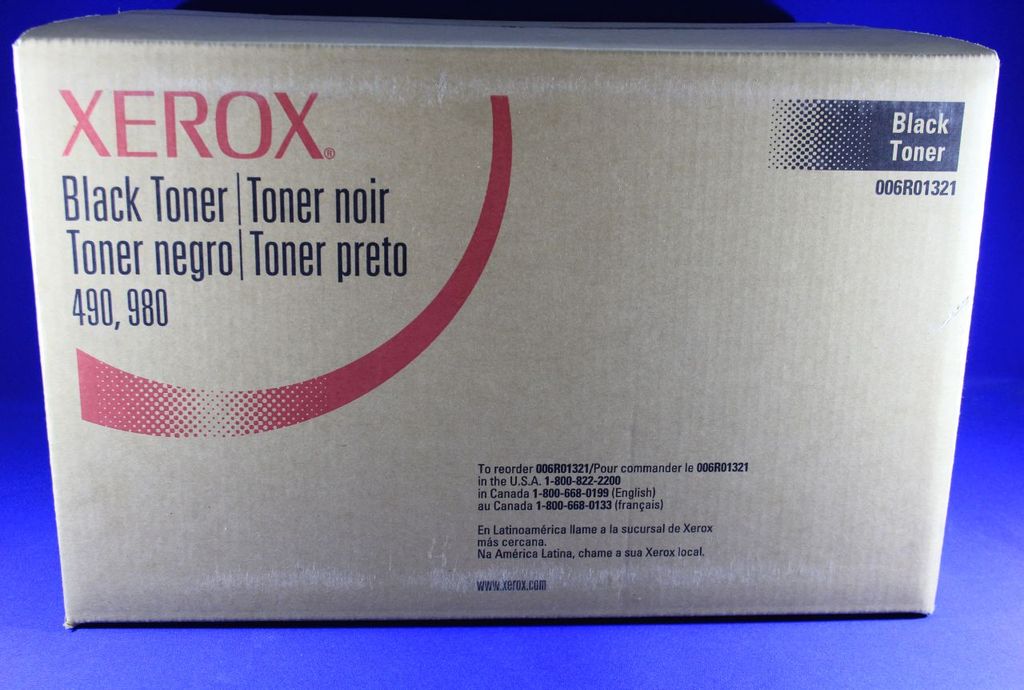 XEROX®
Black Toner | Toner noir
Toner negro | Toner preto
490, 980
Black
Toner
006R01321
To reorder 006R01321/Pour commander le 006R01321
in the U.S.A. 1-800-822-2200
in Canada 1-800-668-0199 (English)
au Canada 1-800-668-0133 (français)
En Latinoamérica llame a la sucursal de Xerox
más cercana.
Na América Latina, chame a sua Xerox local.
www.xerox.com